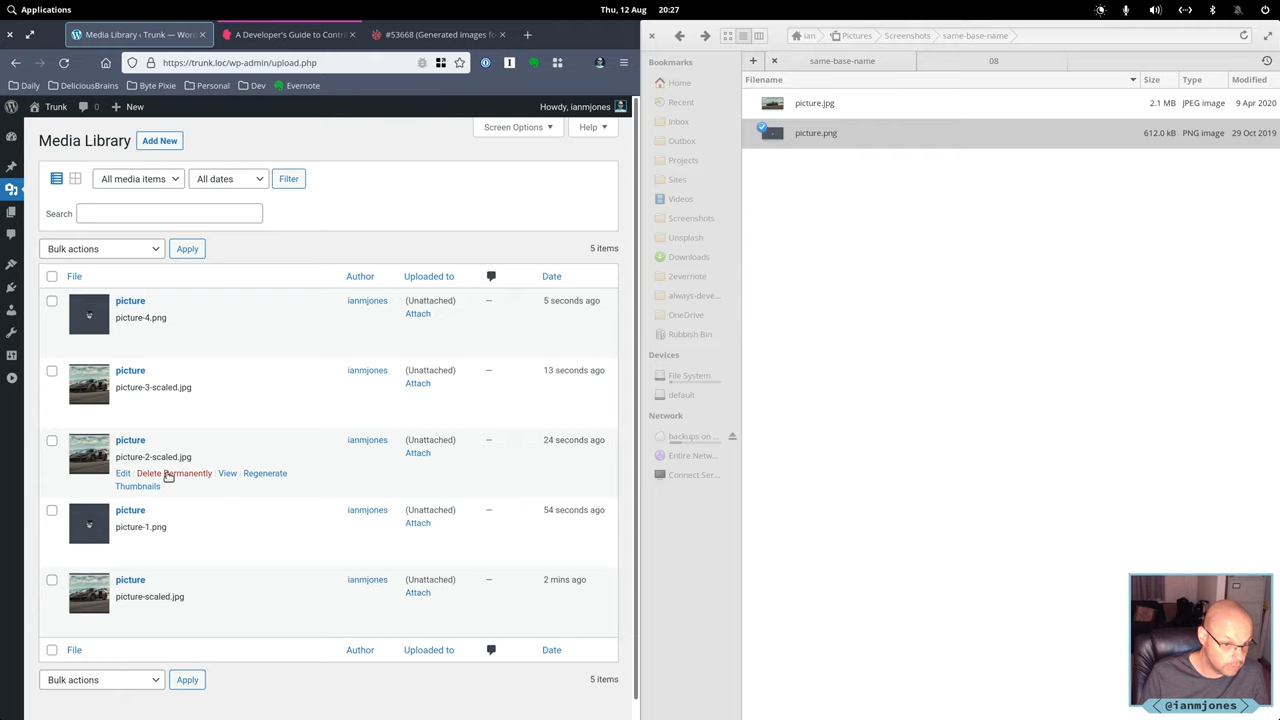 Applications
Thu, 12 Aug 20:27
Media Library ‹ Trunk — Wor
A Developer's Guide to Contri
#53668 (Generated images fo
https://trunk.loc/wp-admin/upload.php
Daily
DeliciousBrains
Byte Pixie
Personal
Dev
Evernote
Trunk
0
New
Howdy, ianmjones
Media Library
Add New
Screen Options
Help
All media items
All dates
Filter
Search
Bulk actions
Apply
5 items
File
Author
Uploaded to
Date
picture
picture-4.png
ianmjones
(Unattached)
Attach
—
5 seconds ago
picture
picture-3-scaled.jpg
ianmjones
(Unattached)
Attach
—
13 seconds ago
picture
picture-2-scaled.jpg
Edit | Delete Permanently | View | Regenerate
Thumbnails
ianmjones
(Unattached)
Attach
—
24 seconds ago
picture
picture-1.png
ianmjones
(Unattached)
Attach
—
54 seconds ago
picture
picture-scaled.jpg
ianmjones
(Unattached)
Attach
—
2 mins ago
File
Author
Uploaded to
Date
Bulk actions
Apply
5 items
ian
Pictures
Screenshots
same-base-name
Bookmarks
Home
Recent
Inbox
Outbox
Projects
Sites
Videos
Screenshots
Unsplash
Downloads
2evernote
always-deve...
OneDrive
Rubbish Bin
Devices
File System
default
Network
backups on ...
Entire Netw...
Connect Ser...
same-base-name
08
Filename
Size
Type
Modified
picture.jpg
2.1 MB
JPEG image
9 Apr 2020
picture.png
612.0 kB
PNG image
29 Oct 2019
@ianmjones